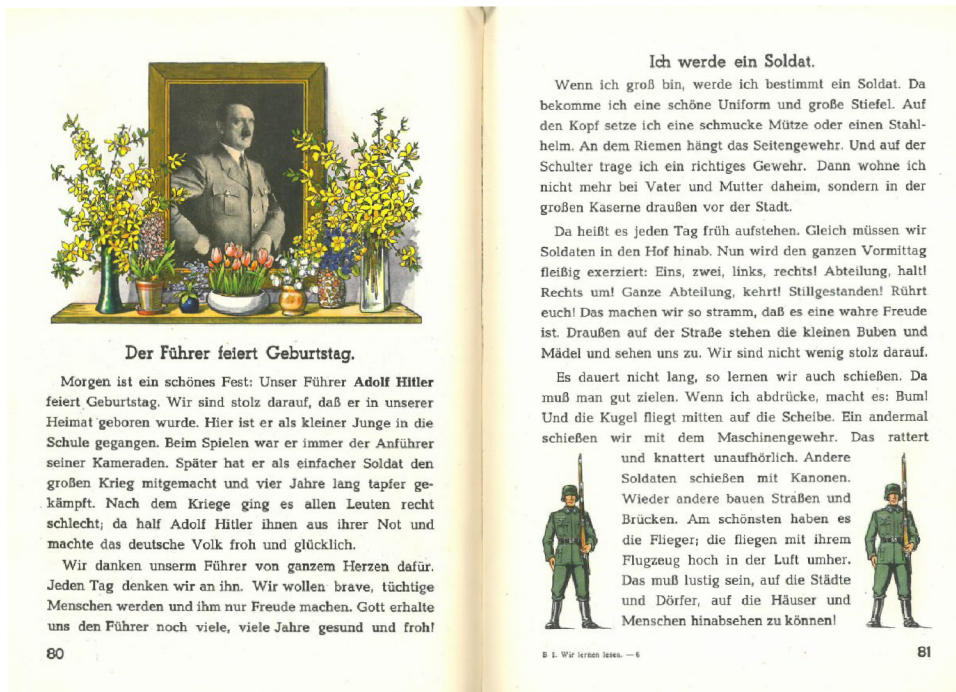 Der Führer feiert Geburtstag.
Morgen ist ein schönes Fest: Unser Führer Adolf Hitler
feiert Geburtstag. Wir sind stolz darauf, daß er in unserer
Heimat geboren wurde. Hier ist er als kleiner Junge in die
Schule gegangen. Beim Spielen war er immer der Anführer
seiner Kameraden. Später hat er als einfacher Soldat den
großen Krieg mitgemacht und vier Jahre lang tapfer ge-
kämpft. Nach dem Kriege ging es allen Leuten recht
schlecht; da half Adolf Hitler ihnen aus ihrer Not und
machte das deutsche Volk froh und glücklich.
Wir danken unserm Führer von ganzem Herzen dafür.
Jeden Tag denken wir an ihn. Wir wollen brave, tüchtige
Menschen werden und ihm nur Freude machen. Gott erhalte
uns den Führer noch viele, viele Jahre gesund und froh!
80
Ich werde ein Soldat.
Wenn ich groß bin, werde ich bestimmt ein Soldat. Da
bekomme ich eine schöne Uniform und große Stiefel. Auf
den Kopf setze ich eine schmucke Mütze oder einen Stahl-
helm. An dem Riemen hängt das Seitengewehr. Und auf der
Schulter trage ich ein richtiges Gewehr. Dann wohne ich
nicht mehr bei Vater und Mutter daheim, sondern in der
großen Kaserne draußen vor der Stadt.
Da heißt es jeden Tag früh aufstehen. Gleich müssen wir
Soldaten in den Hof hinab. Nun wird den ganzen Vormittag
fleißig exerziert: Eins, zwei, links, rechts! Abteilung, halt!
Rechts um! Ganze Abteilung, kehrt! Stillgestanden! Rührt
euch! Das machen wir so stramm, daß es eine wahre Freude
ist. Draußen auf der Straße stehen die kleinen Buben und
Mädel und sehen uns zu. Wir sind nicht wenig stolz darauf.
Es dauert nicht lang, so lernen wir auch schießen. Da
muß man gut zielen. Wenn ich abdrücke, macht es: Bum!
Und die Kugel fliegt mitten auf die Scheibe. Ein andermal
schießen wir mit dem Maschinengewehr. Das rattert
und knattert unaufhörlich. Andere
Soldaten schießen mit Kanonen.
Wieder andere bauen Straßen und
Brücken. Am schönsten haben es
die Flieger; die fliegen mit ihrem
Flugzeug hoch in der Luft umher.
Das muß lustig sein, auf die Städte
und Dörfer, auf die Häuser und
Menschen hinabsehen zu können!
B I. Wir lernen lesen. — 6
81